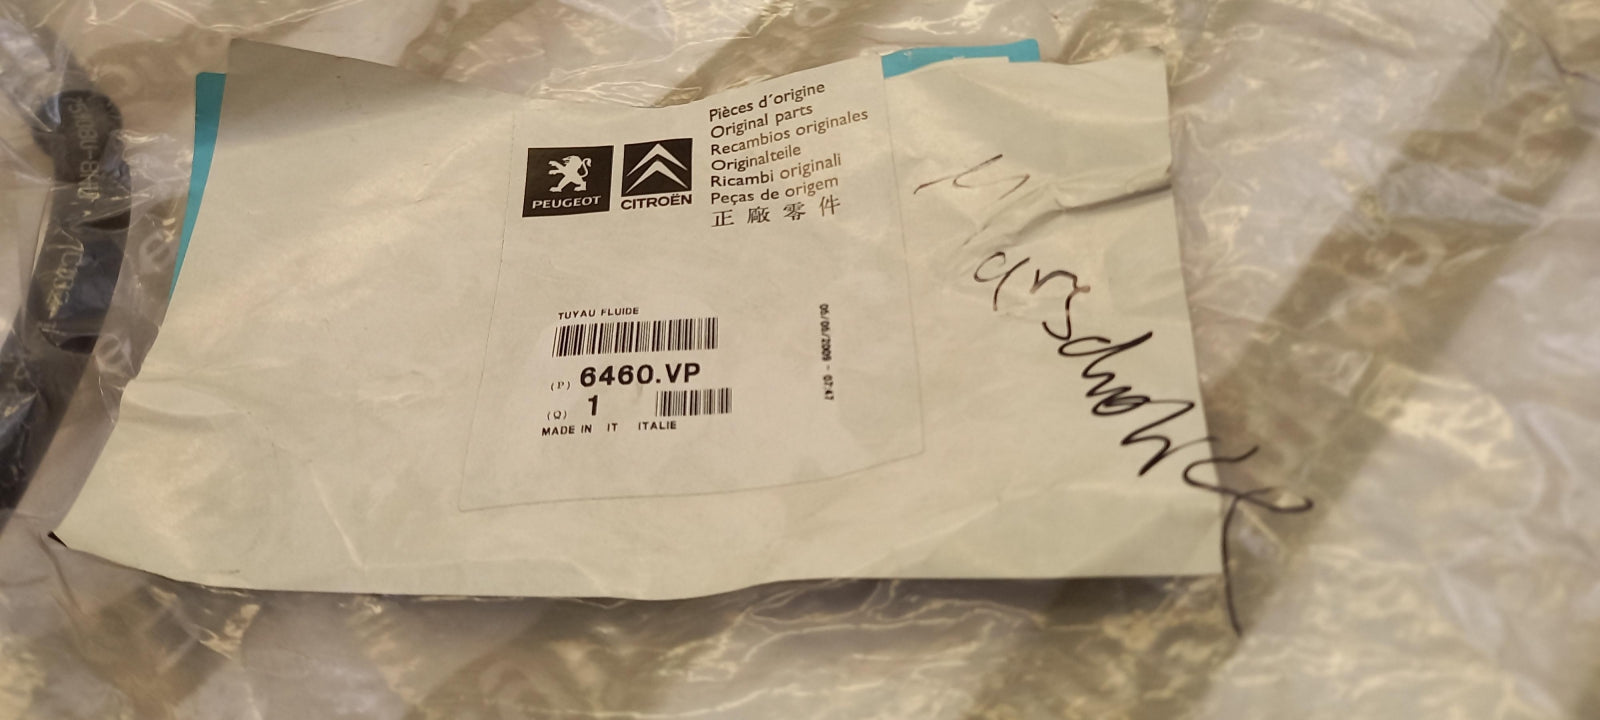 PEUGEOT
CITROËN
Pièces d'origine
Original parts
Recambios originales
Originalteile
Ricambi originali
Peças de origem
正廠零件
TUYAU FLUIDE
(P) 6460.VP
(Q) 1
MADE IN IT ITALIE
05/06/2009 - 07:47